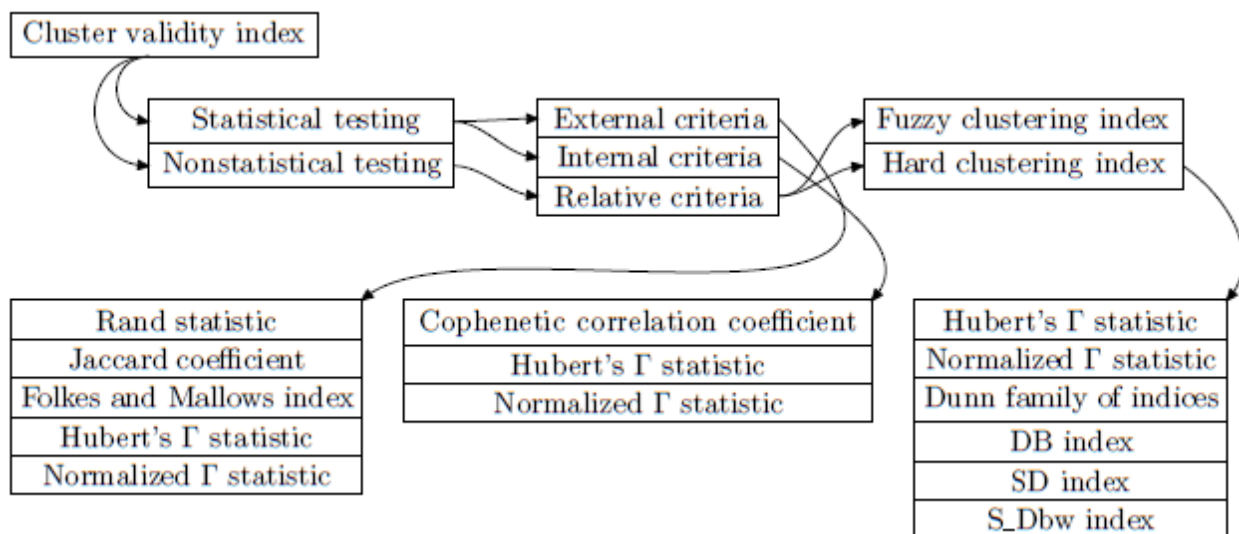 Cluster validity index
Statistical testing
Nonstatistical testing
External criteria
Internal criteria
Relative criteria
Fuzzy clustering index
Hard clustering index
Rand statistic
Jaccard coefficient
Folkes and Mallows index
Hubert's Γ statistic
Normalized Γ statistic
Cophenetic correlation coefficient
Hubert's Γ statistic
Normalized Γ statistic
Hubert's Γ statistic
Normalized Γ statistic
Dunn family of indices
DB index
SD index
S_Dbw index